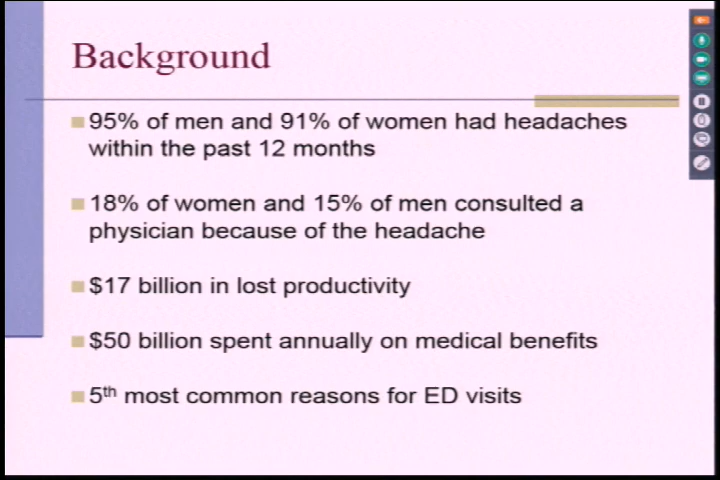 Background
95% of men and 91% of women had headaches
within the past 12 months
18% of women and 15% of men consulted a
physician because of the headache
$17 billion in lost productivity
$50 billion spent annually on medical benefits
5th most common reasons for ED visits